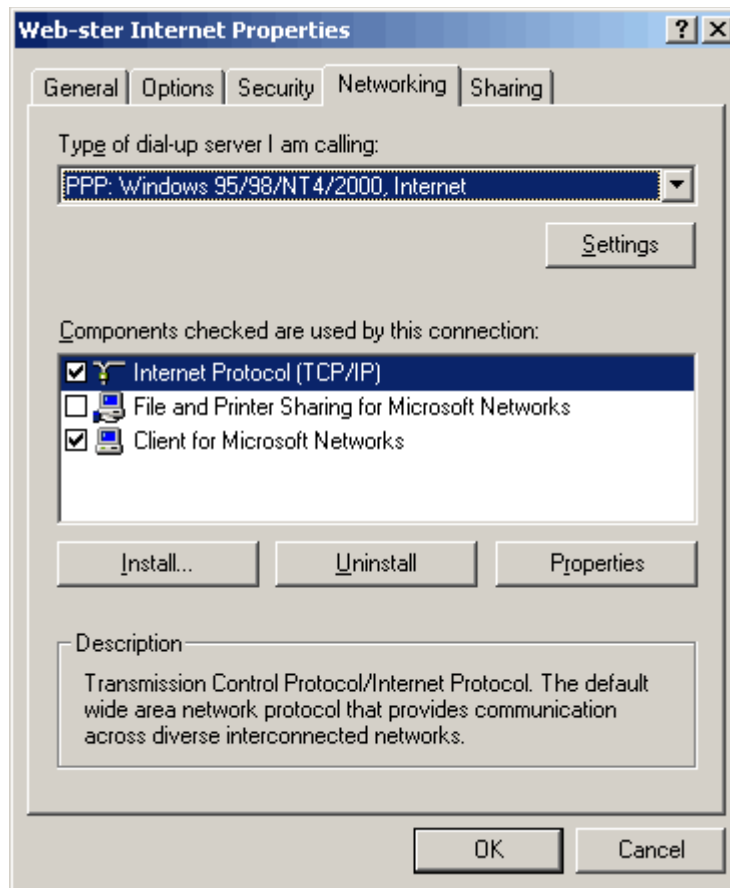 Web-ster Internet Properties
General Options Security Networking Sharing
Type of dial-up server I am calling:
PPP: Windows 95/98/NT4/2000, Internet
Settings
Components checked are used by this connection:
Internet Protocol (TCP/IP)
File and Printer Sharing for Microsoft Networks
Client for Microsoft Networks
Install... Uninstall Properties
Description
Transmission Control Protocol/Internet Protocol. The default
wide area network protocol that provides communication
across diverse interconnected networks.
OK Cancel